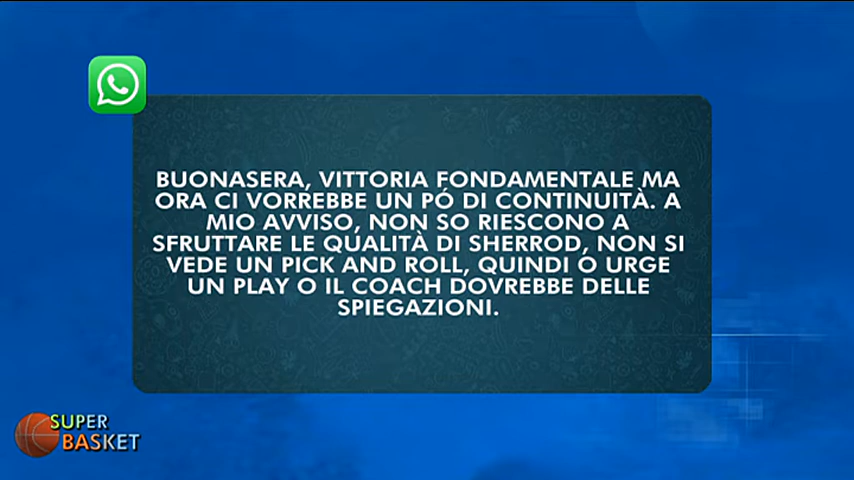 BUONASERA, VITTORIA FONDAMENTALE MA
ORA CI VORREBBE UN PÓ DI CONTINUITÀ. A
MIO AVVISO, NON SO RIESCONO A
SFRUTTARE LE QUALITÀ DI SHERROD, NON SI
VEDE UN PICK AND ROLL, QUINDI O URGE
UN PLAY O IL COACH DOVREBBE DELLE
SPIEGAZIONI.
SUPER
BASKET